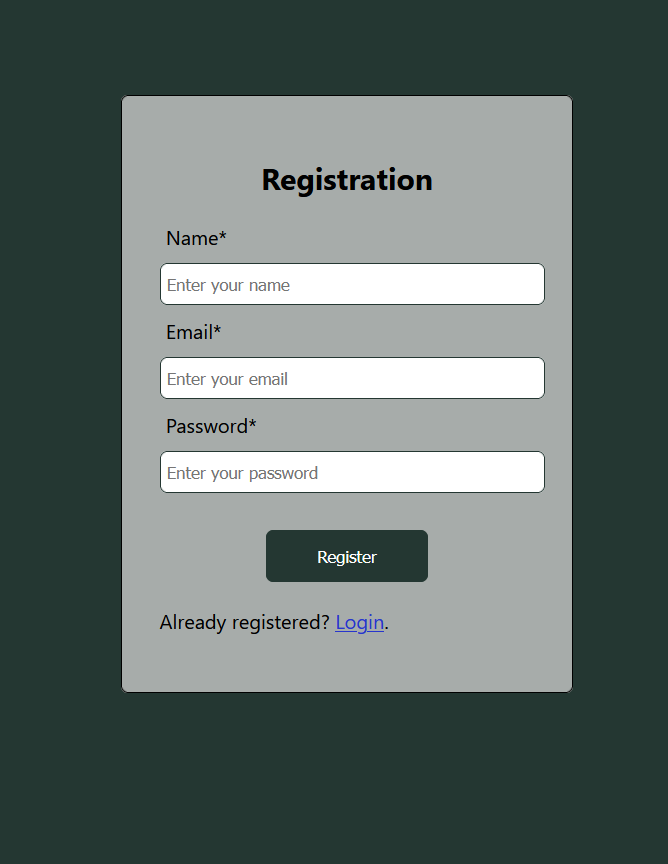 Registration
Name*
Enter your name
Email*
Enter your email
Password*
Enter your password
Register
Already registered? Login.